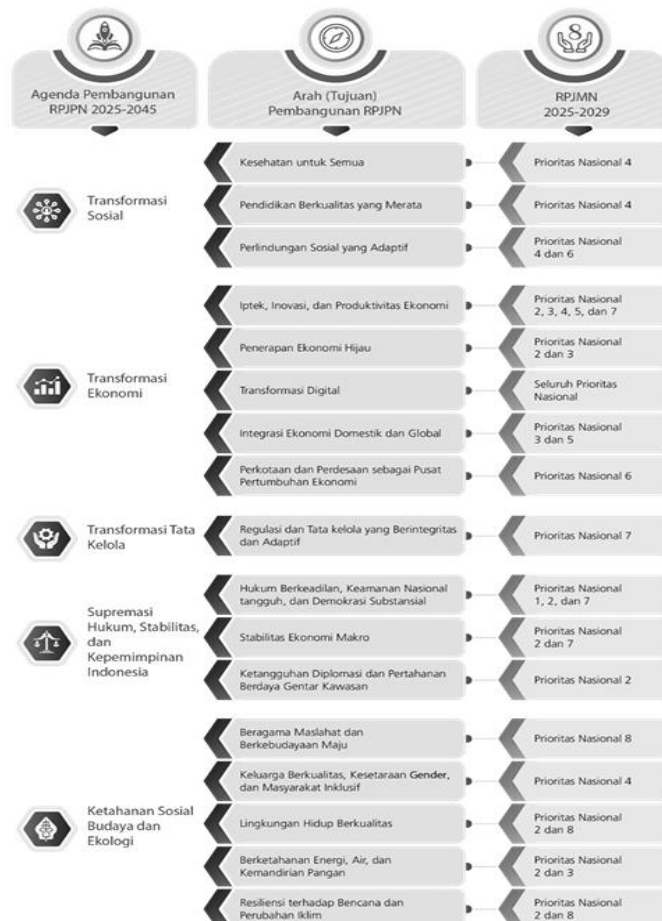 8
Agenda Pembangunan
RPJPN 2025-2045
Arah (Tujuan)
Pembangunan RPJPN
RPJMN
2025-2029
Transformasi
Sosial
Kesehatan untuk Semua
Prioritas Nasional 4
Pendidikan Berkualitas yang Merata
Prioritas Nasional 4
Perlindungan Sosial yang Adaptif
Prioritas Nasional
4 dan 6
Transformasi
Ekonomi
Iptek, Inovasi, dan Produktivitas Ekonomi
Prioritas Nasional
2, 3, 4, 5, dan 7
Penerapan Ekonomi Hijau
Prioritas Nasional
2 dan 3
Transformasi Digital
Seluruh Prioritas
Nasional
Integrasi Ekonomi Domestik dan Global
Prioritas Nasional
3 dan 5
Perkotaan dan Perdesaan sebagai Pusat
Pertumbuhan Ekonomi
Prioritas Nasional 6
Transformasi Tata
Kelola
Regulasi dan Tata kelola yang Berintegritas
dan Adaptif
Prioritas Nasional 7
Supremasi
Hukum, Stabilitas,
dan
Kepemimpinan
Indonesia
Hukum Berkeadilan, Keamanan Nasional
tangguh, dan Demokrasi Substansial
Prioritas Nasional
1, 2, dan 7
Stabilitas Ekonomi Makro
Prioritas Nasional
2 dan 7
Ketangguhan Diplomasi dan Pertahanan
Berdaya Gentar Kawasan
Prioritas Nasional 2
Ketahanan Sosial
Budaya dan
Ekologi
Beragama Maslahat dan
Berkebudayaan Maju
Prioritas Nasional 8
Keluarga Berkualitas, Kesetaraan Gender,
dan Masyarakat Inklusif
Prioritas Nasional 4
Lingkungan Hidup Berkualitas
Prioritas Nasional
2 dan 8
Berketahanan Energi, Air, dan
Kemandirian Pangan
Prioritas Nasional
2 dan 3
Resiliensi terhadap Bencana dan
Perubahan Iklim
Prioritas Nasional
2 dan 8